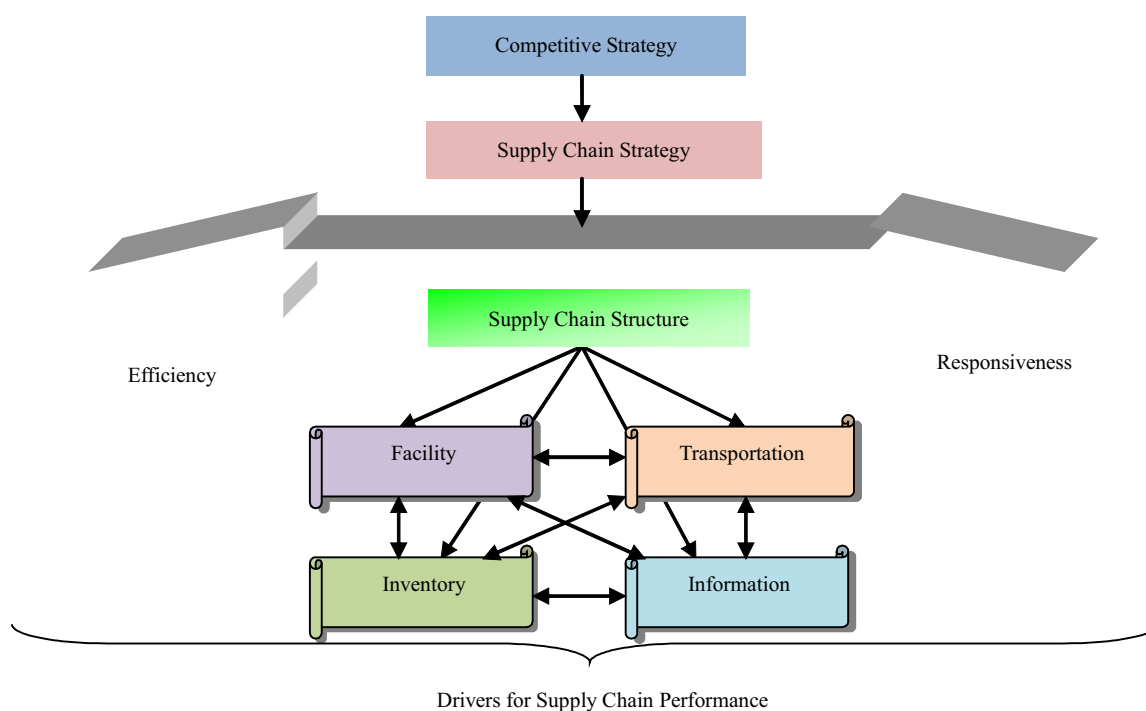 Competitive Strategy
Supply Chain Strategy
Supply Chain Structure
Efficiency
Responsiveness
Facility
Transportation
Inventory
Information
Drivers for Supply Chain Performance